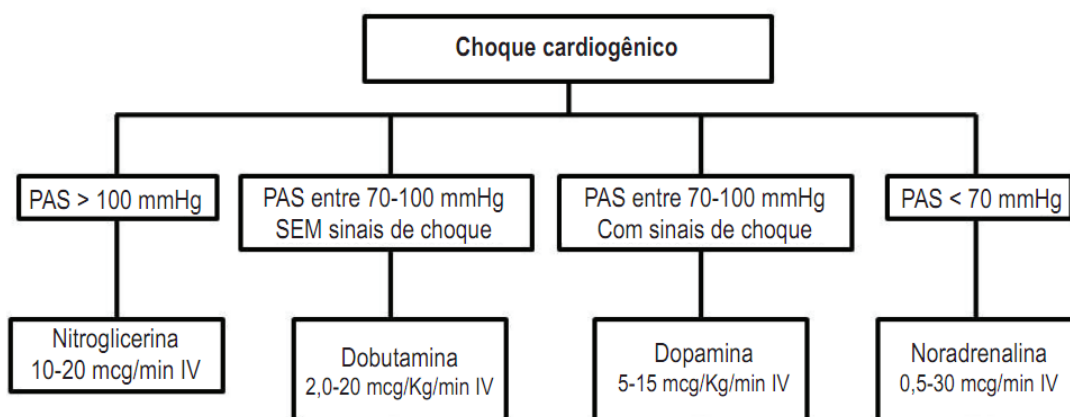 Choque cardiogênico
PAS > 100 mmHg
PAS entre 70-100 mmHg
SEM sinais de choque
PAS entre 70-100 mmHg
Com sinais de choque
PAS < 70 mmHg
Nitroglicerina
10-20 mcg/min IV
Dobutamina
2,0-20 mcg/Kg/min IV
Dopamina
5-15 mcg/Kg/min IV
Noradrenalina
0,5-30 mcg/min IV